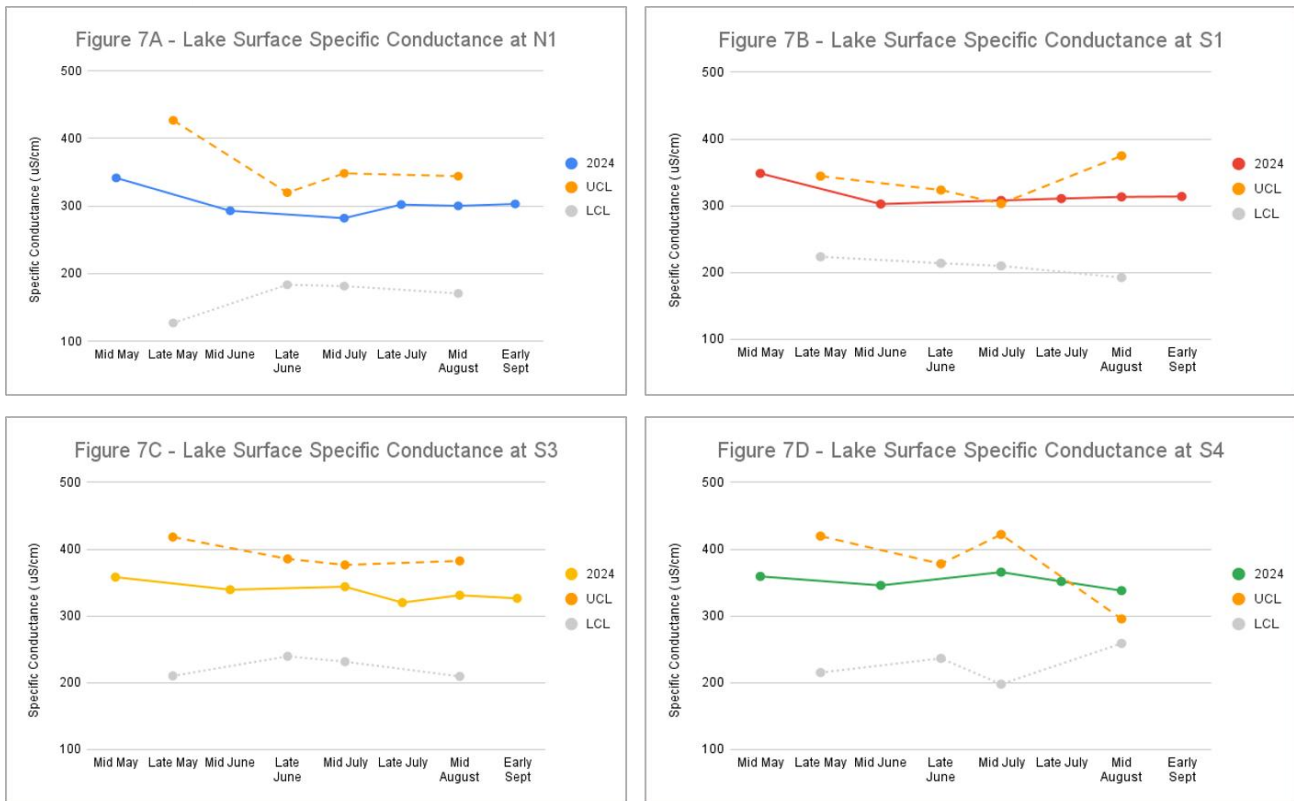 Figure 7A - Lake Surface Specific Conductance at N1
Specific Conductance ( uS/cm)
500
400
300
200
100
Mid May
Late May
Mid June
Late
June
Mid July
Late July
Mid
August
Early
Sept
2024
UCL
LCL
Figure 7B - Lake Surface Specific Conductance at S1
Specific Conductance ( uS/cm)
500
400
300
200
100
Mid May
Late May
Mid June
Late
June
Mid July
Late July
Mid
August
Early
Sept
2024
UCL
LCL
Figure 7C - Lake Surface Specific Conductance at S3
Specific Conductance ( uS/cm)
500
400
300
200
100
Mid May
Late May
Mid June
Late
June
Mid July
Late July
Mid
August
Early
Sept
2024
UCL
LCL
Figure 7D - Lake Surface Specific Conductance at S4
Specific Conductance ( uS/cm)
500
400
300
200
100
Mid May
Late May
Mid June
Late
June
Mid July
Late July
Mid
August
Early
Sept
2024
UCL
LCL